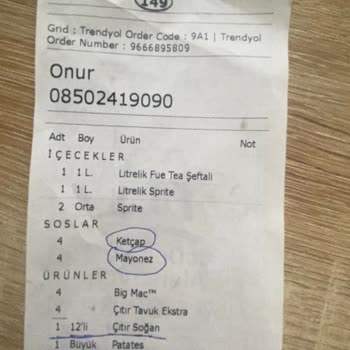 149
Grid : Trendyol Order Code : 9A1 | Trendyol
Order Number : 9666895809
Onur
08502419090
Adt Boy Ürün Not
İÇECEKLER
1 1 L. Litrelik Fue Tea Şeftali
1 1 L. Litrelik Sprite
2 Orta Sprite
SOSLAR
4 Ketçap
4 Mayonez
ÜRÜNLER
4 Big Mac™
4 Çıtır Tavuk Ekstra
1 12'li Çıtır Soğan
1 Büyük Patates